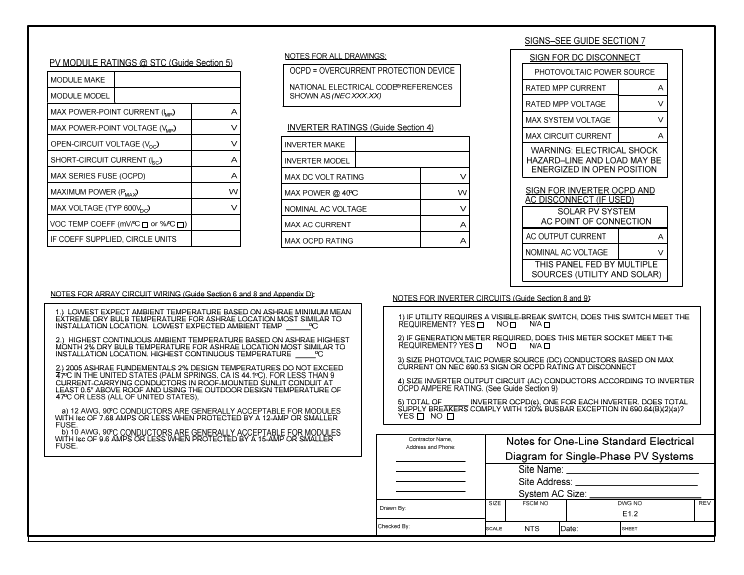 PV MODULE RATINGS @ STC (Guide Section 5)
MODULE MAKE
MODULE MODEL
MAX POWER-POINT CURRENT (IMP) A
MAX POWER-POINT VOLTAGE (VMP) V
OPEN-CIRCUIT VOLTAGE (VOC) V
SHORT-CIRCUIT CURRENT (ISC) A
MAX SERIES FUSE (OCPD) A
MAXIMUM POWER (PMAX) W
MAX VOLTAGE (TYP 600VDC) V
VOC TEMP COEFF (mV/ºC □ or %/ºC □)
IF COEFF SUPPLIED, CIRCLE UNITS
NOTES FOR ALL DRAWINGS:
OCPD = OVERCURRENT PROTECTION DEVICE
NATIONAL ELECTRICAL CODE® REFERENCES
SHOWN AS (NEC XXX.XX)
INVERTER RATINGS (Guide Section 4)
INVERTER MAKE
INVERTER MODEL
MAX DC VOLT RATING V
MAX POWER @ 40ºC W
NOMINAL AC VOLTAGE V
MAX AC CURRENT A
MAX OCPD RATING A
SIGNS–SEE GUIDE SECTION 7
SIGN FOR DC DISCONNECT
PHOTOVOLTAIC POWER SOURCE
RATED MPP CURRENT A
RATED MPP VOLTAGE V
MAX SYSTEM VOLTAGE V
MAX CIRCUIT CURRENT A
WARNING: ELECTRICAL SHOCK
HAZARD–LINE AND LOAD MAY BE
ENERGIZED IN OPEN POSITION
SIGN FOR INVERTER OCPD AND
AC DISCONNECT (IF USED)
SOLAR PV SYSTEM
AC POINT OF CONNECTION
AC OUTPUT CURRENT A
NOMINAL AC VOLTAGE V
THIS PANEL FED BY MULTIPLE
SOURCES (UTILITY AND SOLAR)
NOTES FOR ARRAY CIRCUIT WIRING (Guide Section 6 and 8 and Appendix D):
1.) LOWEST EXPECT AMBIENT TEMPERATURE BASED ON ASHRAE MINIMUM MEAN
EXTREME DRY BULB TEMPERATURE FOR ASHRAE LOCATION MOST SIMILAR TO
INSTALLATION LOCATION. LOWEST EXPECTED AMBIENT TEMP ______ºC
2.) HIGHEST CONTINUOUS AMBIENT TEMPERATURE BASED ON ASHRAE HIGHEST
MONTH 2% DRY BULB TEMPERATURE FOR ASHRAE LOCATION MOST SIMILAR TO
INSTALLATION LOCATION. HIGHEST CONTINUOUS TEMPERATURE ______ºC
2.) 2005 ASHRAE FUNDEMENTALS 2% DESIGN TEMPERATURES DO NOT EXCEED
47ºC IN THE UNITED STATES (PALM SPRINGS, CA IS 44.1ºC). FOR LESS THAN 9
CURRENT-CARRYING CONDUCTORS IN ROOF-MOUNTED SUNLIT CONDUIT AT
LEAST 0.5" ABOVE ROOF AND USING THE OUTDOOR DESIGN TEMPERATURE OF
47ºC OR LESS (ALL OF UNITED STATES),
a) 12 AWG, 90ºC CONDUCTORS ARE GENERALLY ACCEPTABLE FOR MODULES
WITH Isc OF 7.68 AMPS OR LESS WHEN PROTECTED BY A 12-AMP OR SMALLER
FUSE.
b) 10 AWG, 90ºC CONDUCTORS ARE GENERALLY ACCEPTABLE FOR MODULES
WITH Isc OF 9.6 AMPS OR LESS WHEN PROTECTED BY A 15-AMP OR SMALLER
FUSE.
NOTES FOR INVERTER CIRCUITS (Guide Section 8 and 9):
1) IF UTILITY REQUIRES A VISIBLE-BREAK SWITCH, DOES THIS SWITCH MEET THE
REQUIREMENT? YES □ NO □ N/A □
2) IF GENERATION METER REQUIRED, DOES THIS METER SOCKET MEET THE
REQUIREMENT? YES □ NO □ N/A □
3) SIZE PHOTOVOLTAIC POWER SOURCE (DC) CONDUCTORS BASED ON MAX
CURRENT ON NEC 690.53 SIGN OR OCPD RATING AT DISCONNECT
4) SIZE INVERTER OUTPUT CIRCUIT (AC) CONDUCTORS ACCORDING TO INVERTER
OCPD AMPERE RATING. (See Guide Section 9)
5) TOTAL OF ______ INVERTER OCPD(s), ONE FOR EACH INVERTER. DOES TOTAL
SUPPLY BREAKERS COMPLY WITH 120% BUSBAR EXCEPTION IN 690.64(B)(2)(a)?
YES □ NO □
Contractor Name,
Address and Phone:
Notes for One-Line Standard Electrical
Diagram for Single-Phase PV Systems
Site Name:
Site Address:
System AC Size:
SIZE FSCM NO DWG NO REV
E1.2
Drawn By:
Checked By:
SCALE NTS Date: SHEET